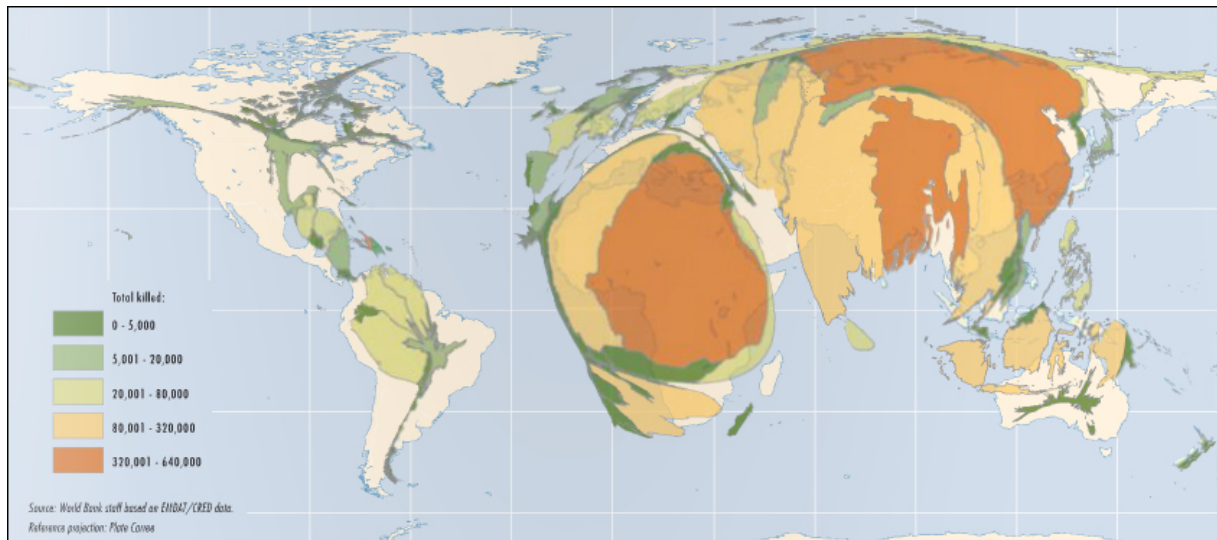 Total killed:
0 - 5,000
5,001 - 20,000
20,001 - 80,000
80,001 - 320,000
320,001 - 640,000
Source: World Bank staff based on EMDAT/CRED data.
Reference projection: Plate Carree